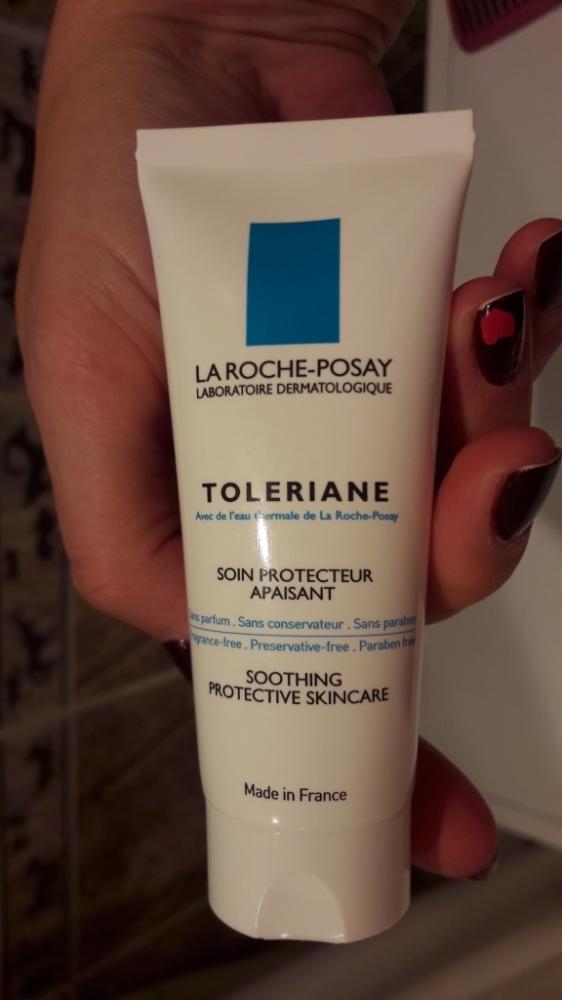 LA ROCHE-POSAY
LABORATOIRE DERMATOLOGIQUE
TOLERIANE
Avec de l'eau thermale de La Roche-Posay
SOIN PROTECTEUR
APAISANT
parfum . Sans conservateur . Sans paraben
Preservative-free . Paraben free
SOOTHING
PROTECTIVE SKINCARE
Made in France